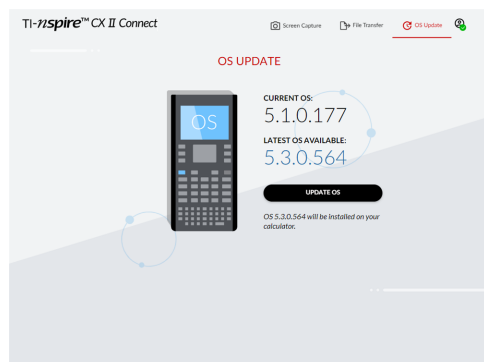 TI-nspire™ CX II Connect
Screen Capture
File Transfer
OS Update
OS UPDATE
OS
CURRENT OS:
5.1.0.177
LATEST OS AVAILABLE:
5.3.0.564
UPDATE OS
OS 5.3.0.564 will be installed on your
calculator.